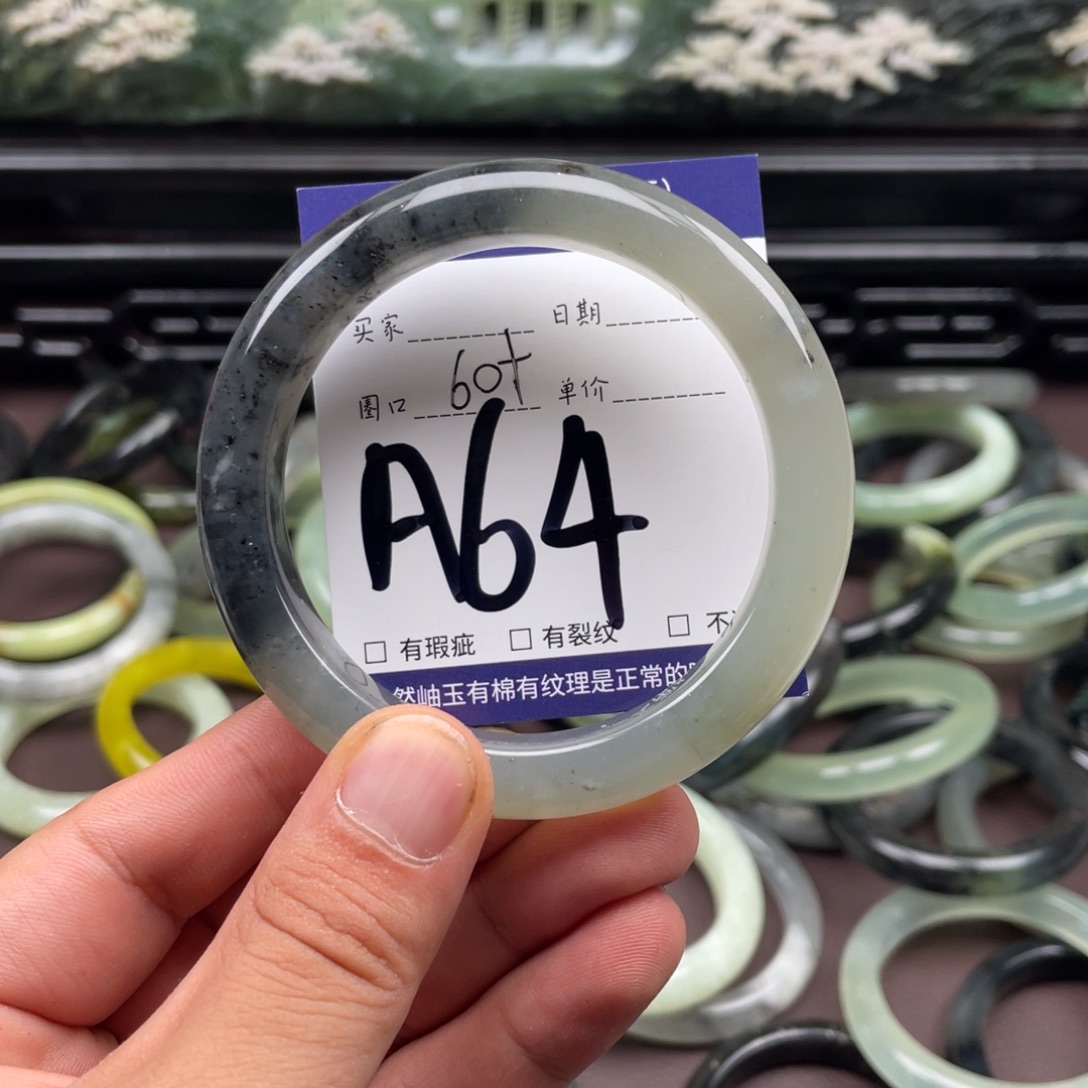 买家 日期
圈口 60+ 单价
A64
□ 有瑕疵 □ 有裂纹 □ 不
然岫玉有棉有纹理是正常的